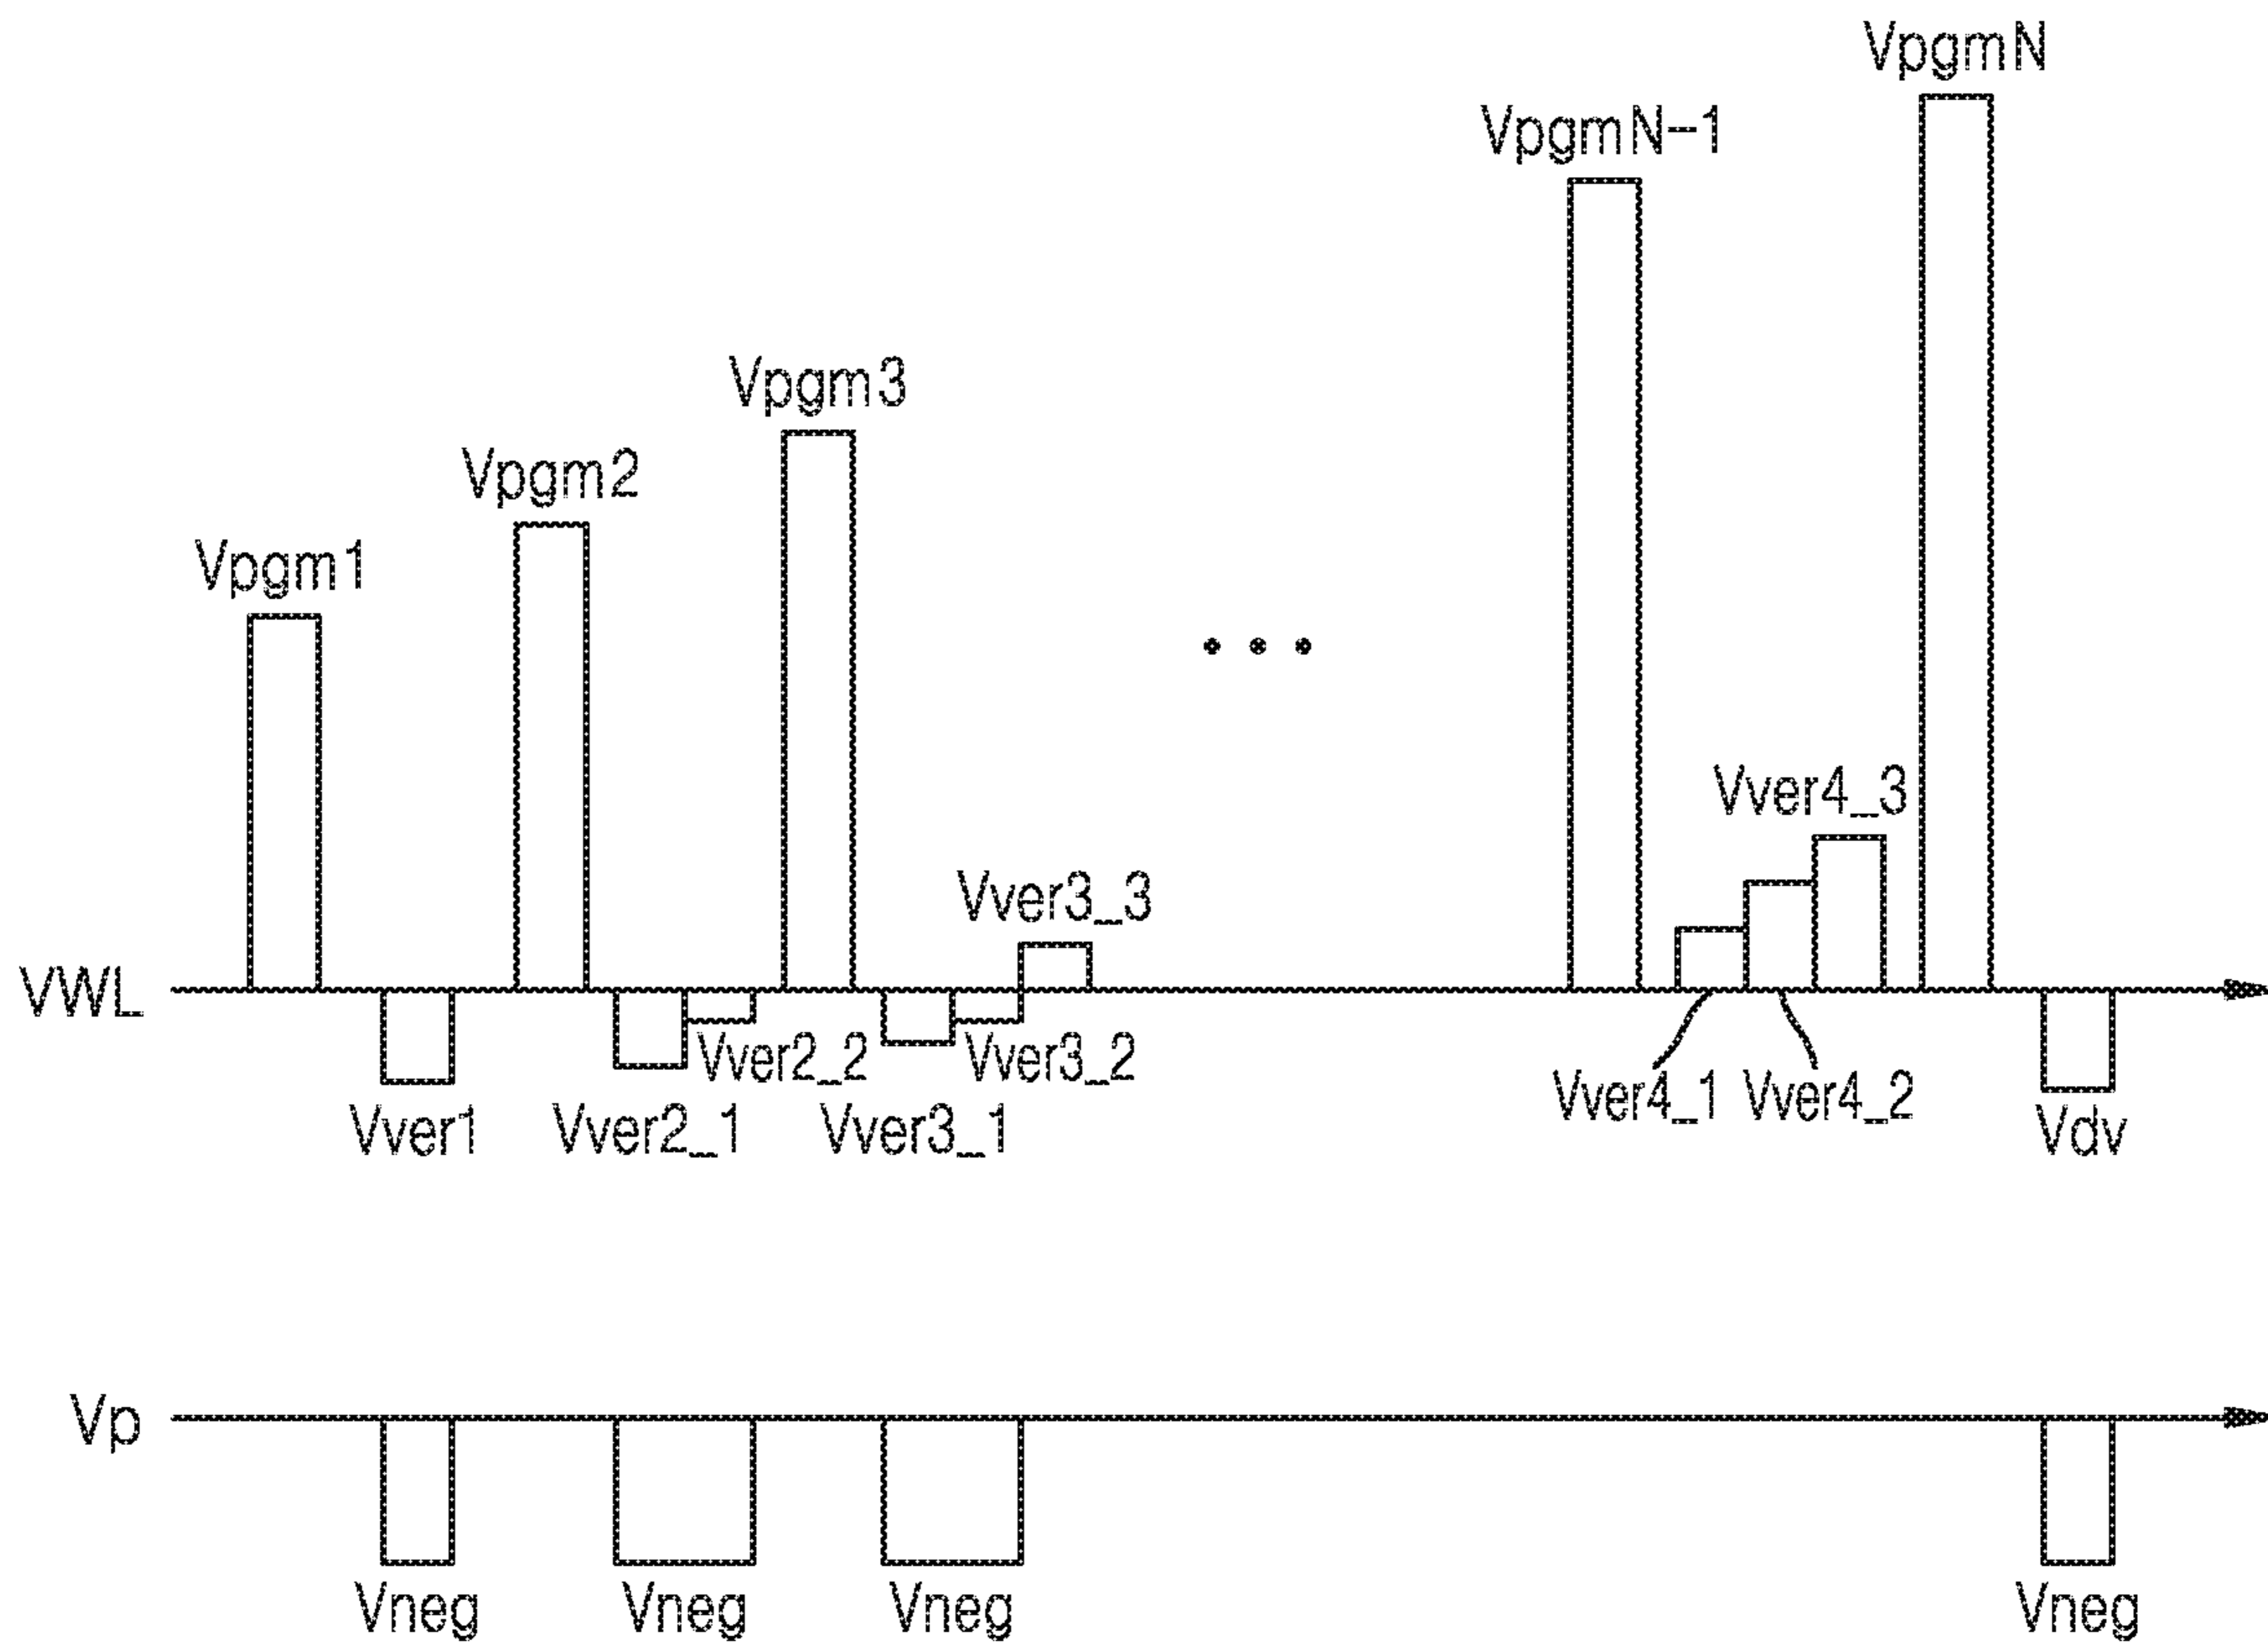 VpgmN
VpgmN-1
Vpgm3
Vpgm2
Vpgm1
Vver4_3
Vver3_3
VWL
Vver2_2
Vver3_2
Vver4_1
Vver4_2
Vver1
Vver2_1
Vver3_1
Vdv
Vp
Vneg
Vneg
Vneg
Vneg